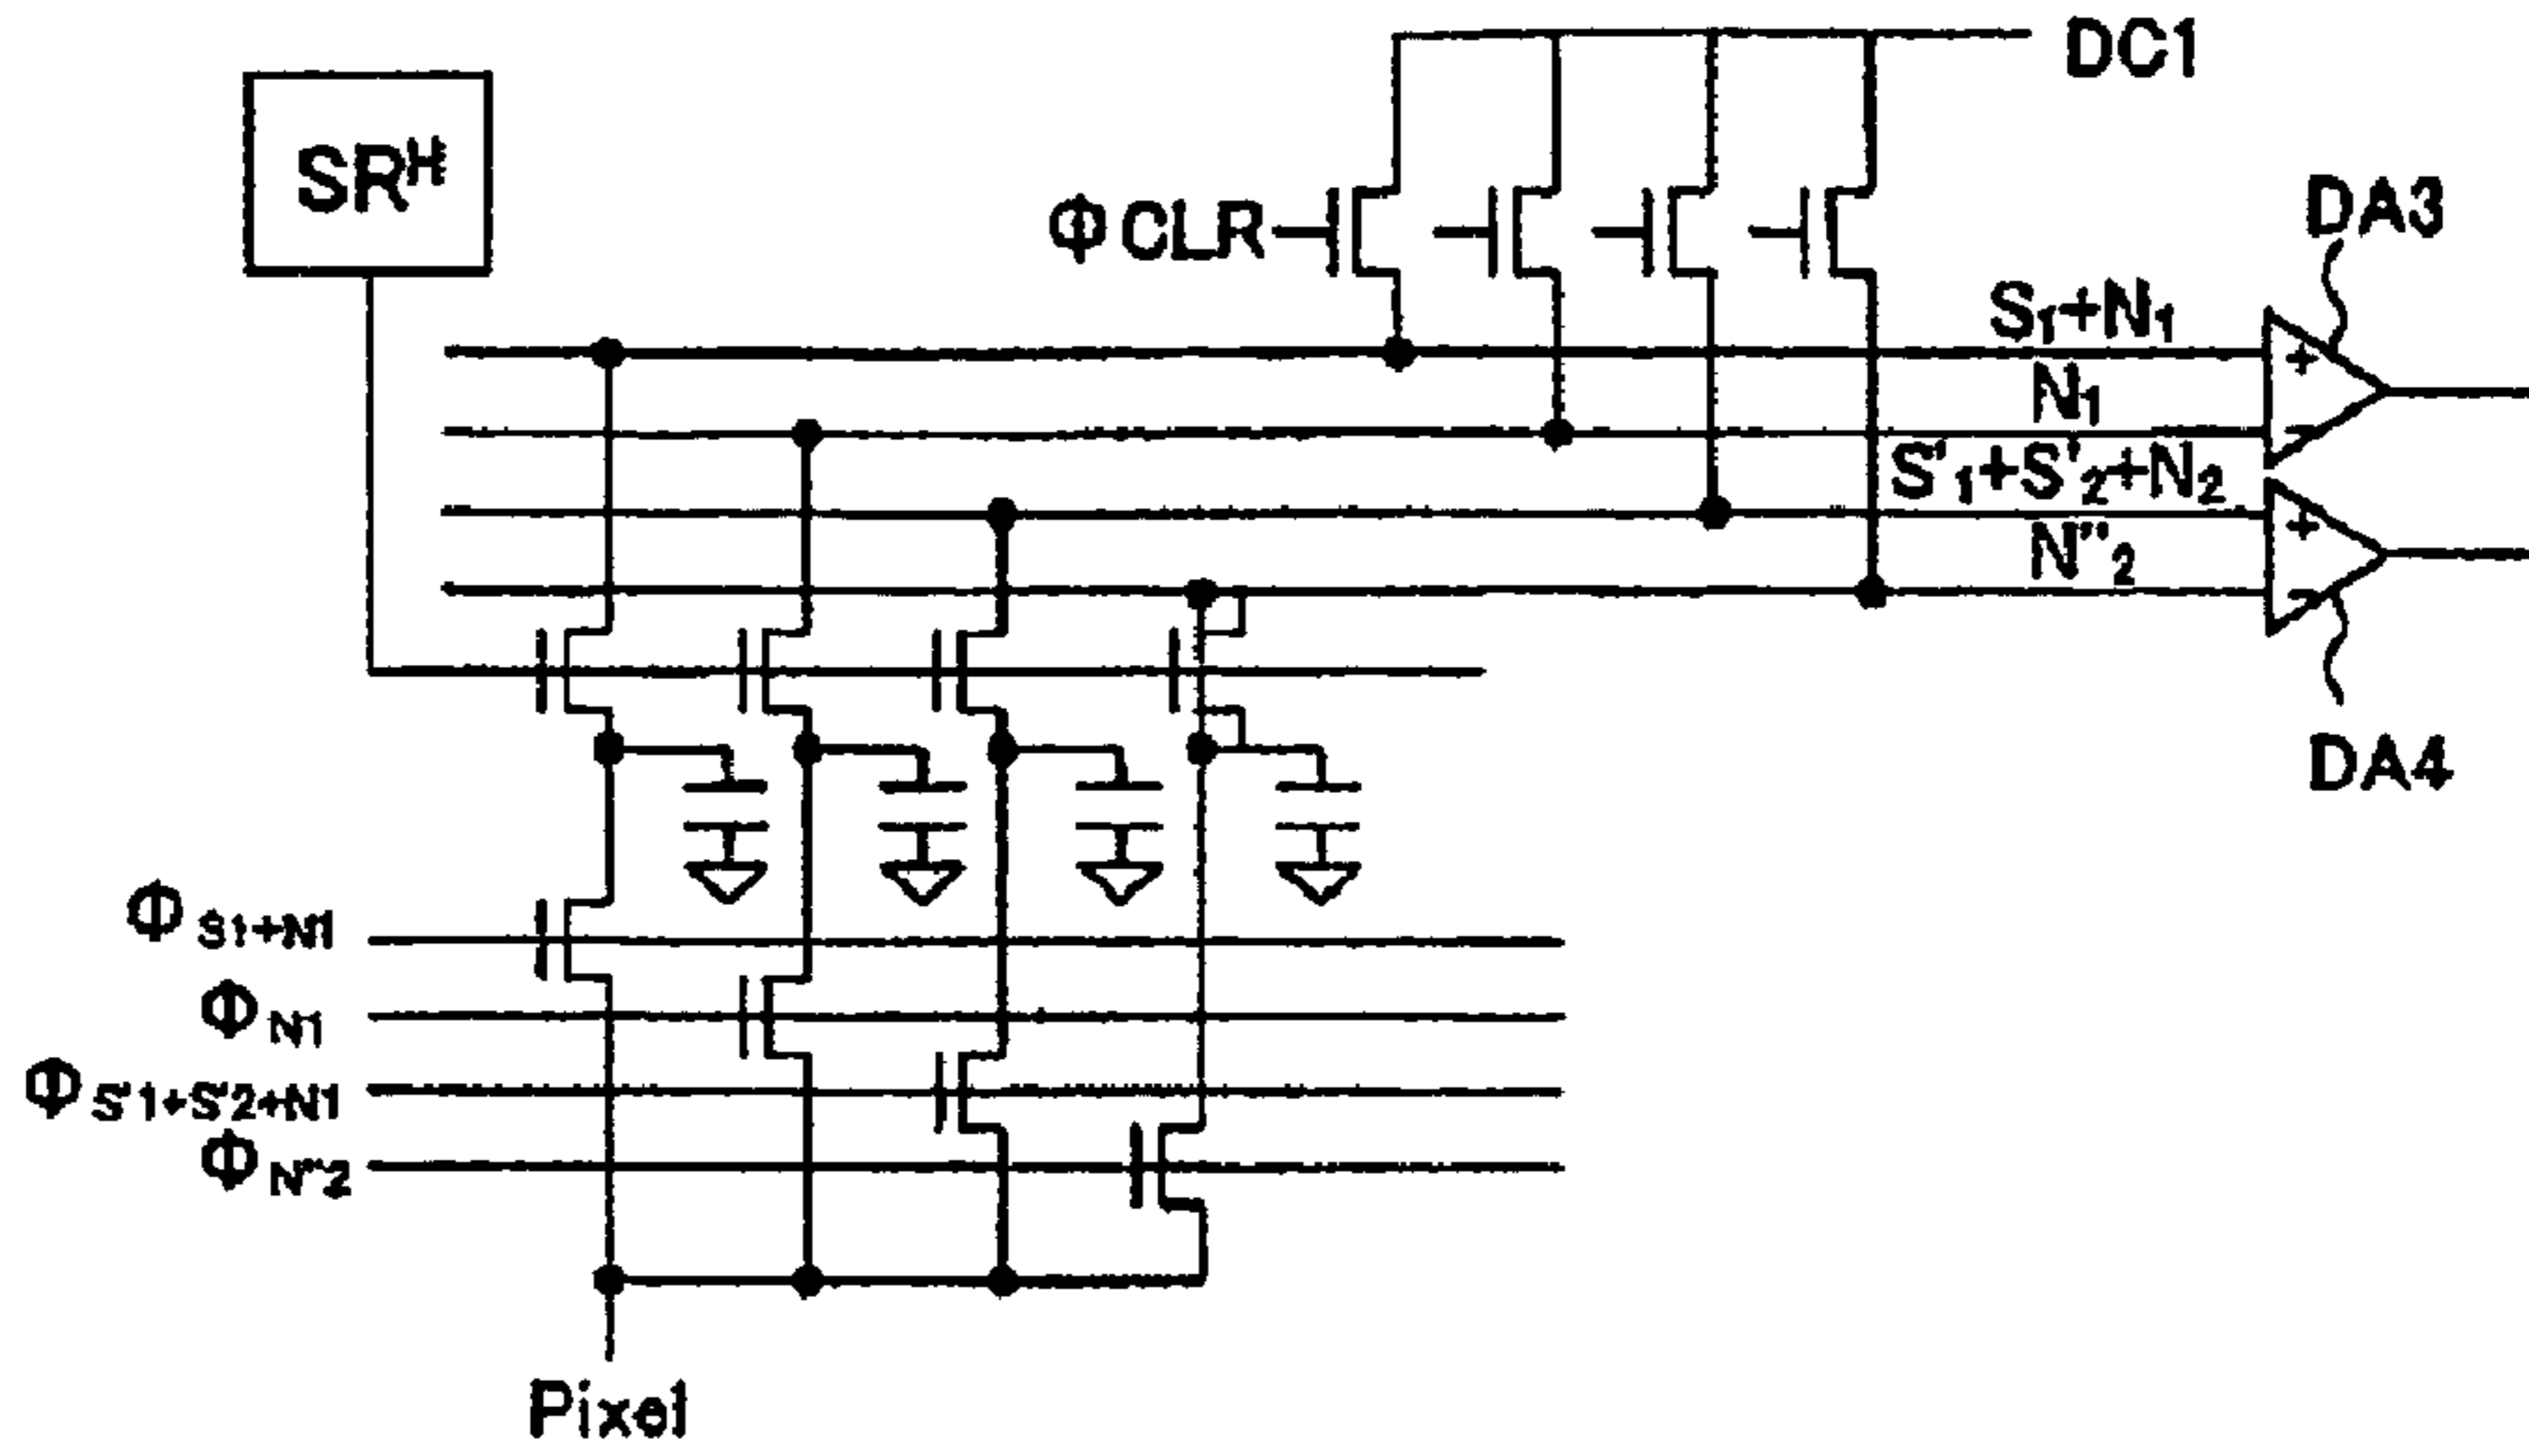 DC1
SRᴴ
ΦCLR
DA3
S₁+N₁
+
N₁
−
S'₁+S'₂+N₂
+
N"₂
−
DA4
Φ S1+N1
Φ N1
Φ S'1+S'2+N1
Φ N"2
Pixel